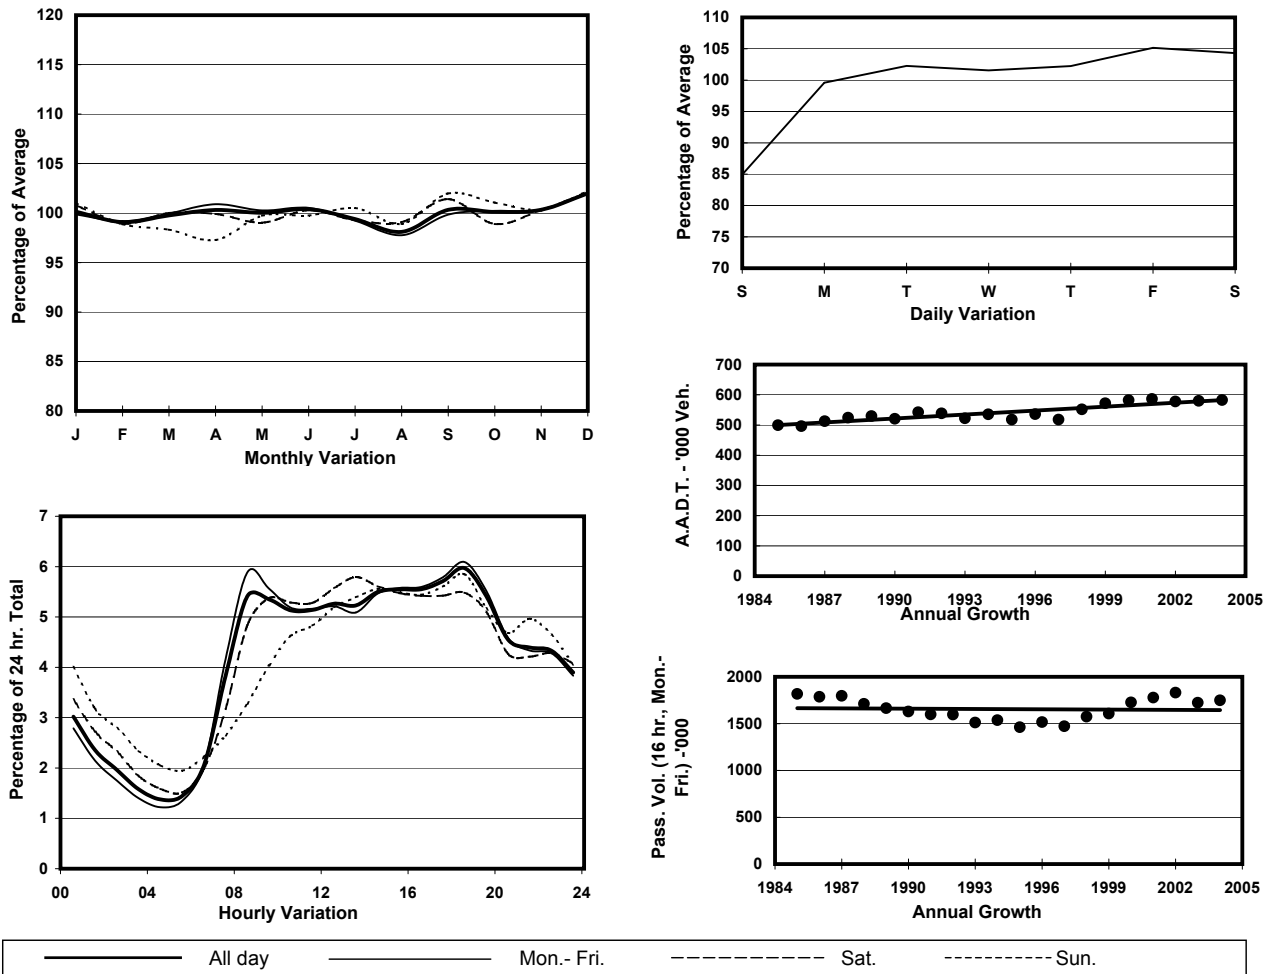 120
115
110
105
100
95
90
85
80
Percentage of Average
J F M A M J J A S O N D
Monthly Variation
110
105
100
95
90
85
80
75
70
Percentage of Average
S M T W T F S
Daily Variation
700
600
500
400
300
200
100
0
A.A.D.T. - '000 Veh.
1984 1987 1990 1993 1996 1999 2002 2005
Annual Growth
7
6
5
4
3
2
1
0
Percentage of 24 hr. Total
00 04 08 12 16 20 24
Hourly Variation
2000
1500
1000
500
0
Pass. Vol. (16 hr., Mon.-
Fri.) -'000
1984 1987 1990 1993 1996 1999 2002 2005
Annual Growth
All day Mon.- Fri. Sat. Sun.